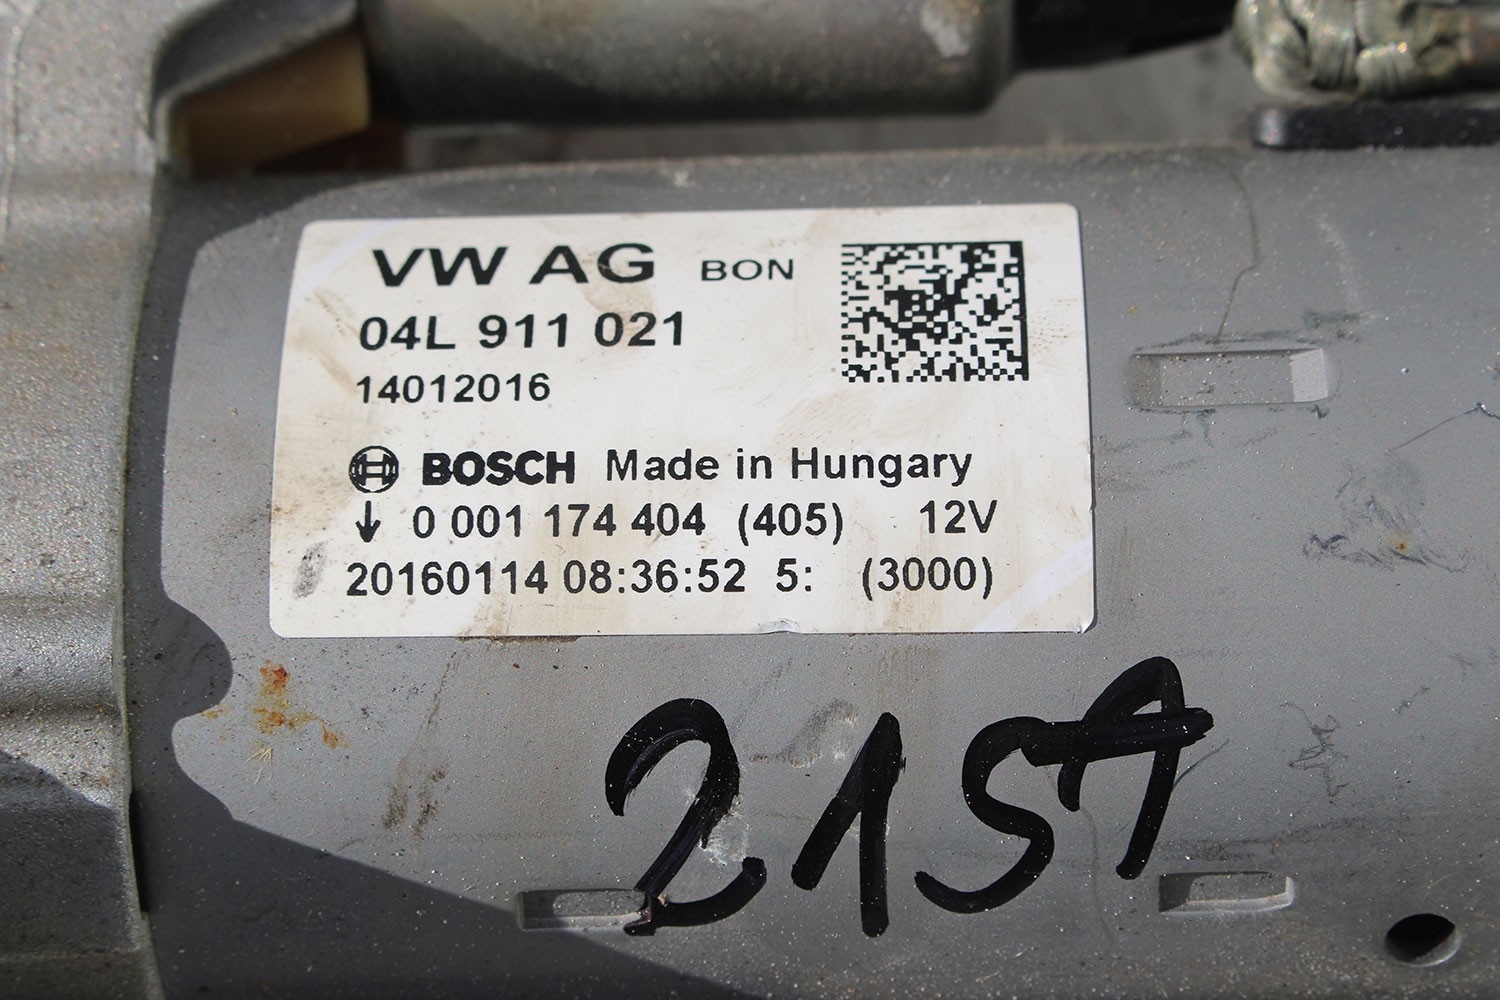 VW AG BON
04L 911 021
14012016
BOSCH Made in Hungary
0 001 174 404 (405) 12V
20160114 08:36:52 5: (3000)
215A